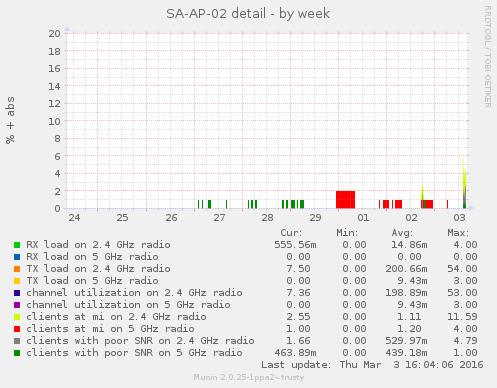 SA-AP-02 detail - by week
RRDTOOL / TOBI OETIKER
% + abs
20
18
16
14
12
10
8
6
4
2
0
24 25 26 27 28 29 01 02 03
Cur: Min: Avg: Max:
RX load on 2.4 GHz radio 555.56m 0.00 14.86m 4.00
RX load on 5 GHz radio 0.00 0.00 0.00 0.00
TX load on 2.4 GHz radio 7.50 0.00 200.66m 54.00
TX load on 5 GHz radio 0.00 0.00 9.43m 3.00
channel utilization on 2.4 GHz radio 7.36 0.00 198.89m 53.00
channel utilization on 5 GHz radio 0.00 0.00 9.43m 3.00
clients at mi on 2.4 GHz radio 2.55 0.00 1.11 11.59
clients at mi on 5 GHz radio 1.00 0.00 1.20 4.00
clients with poor SNR on 2.4 GHz radio 1.66 0.00 529.97m 4.79
clients with poor SNR on 5 GHz radio 463.89m 0.00 439.18m 1.00
Last update: Thu Mar 3 16:04:06 2016
Munin 2.0.25-1ppa2~trusty